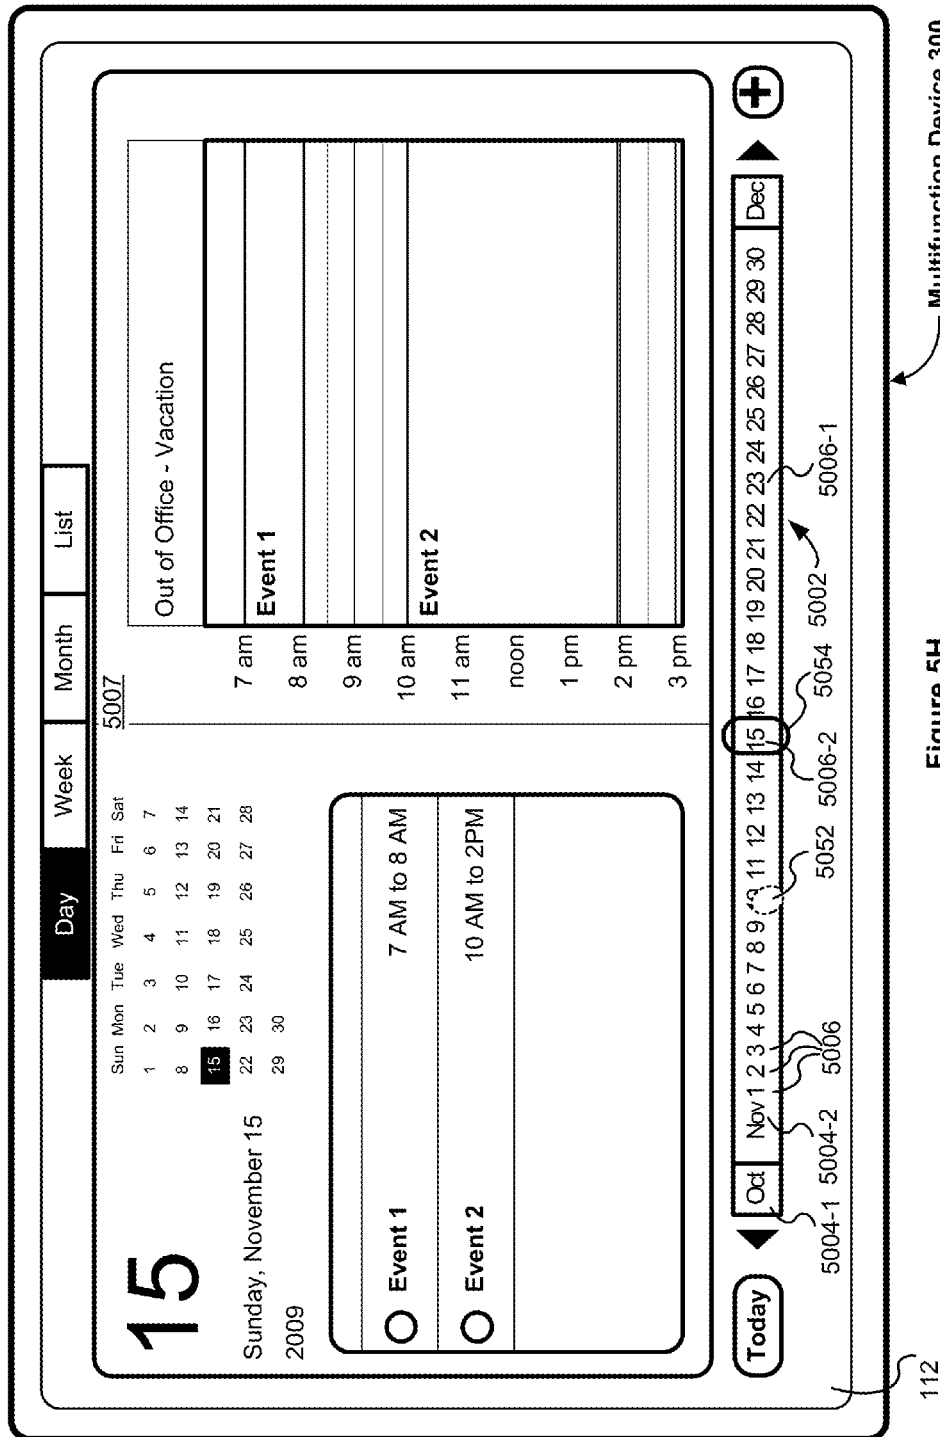 Day Week Month List
5007
15
Sunday, November 15
2009
Sun Mon Tue Wed Thu Fri Sat
1 2 3 4 5 6 7
8 9 10 11 12 13 14
15 16 17 18 19 20 21
22 23 24 25 26 27 28
29 30
Event 1 7 AM to 8 AM
Event 2 10 AM to 2PM
Out of Office - Vacation
7 am
Event 1
8 am
9 am
10 am
Event 2
11 am
noon
1 pm
2 pm
3 pm
Today Oct Nov 1 2 3 4 5 6 7 8 9 10 11 12 13 14 15 16 17 18 19 20 21 22 23 24 25 26 27 28 29 30 Dec +
5004-1 5004-2 5006 5052 5006-2 5054 5002 5006-1
112
Multifunction Device 300
Figure 5H